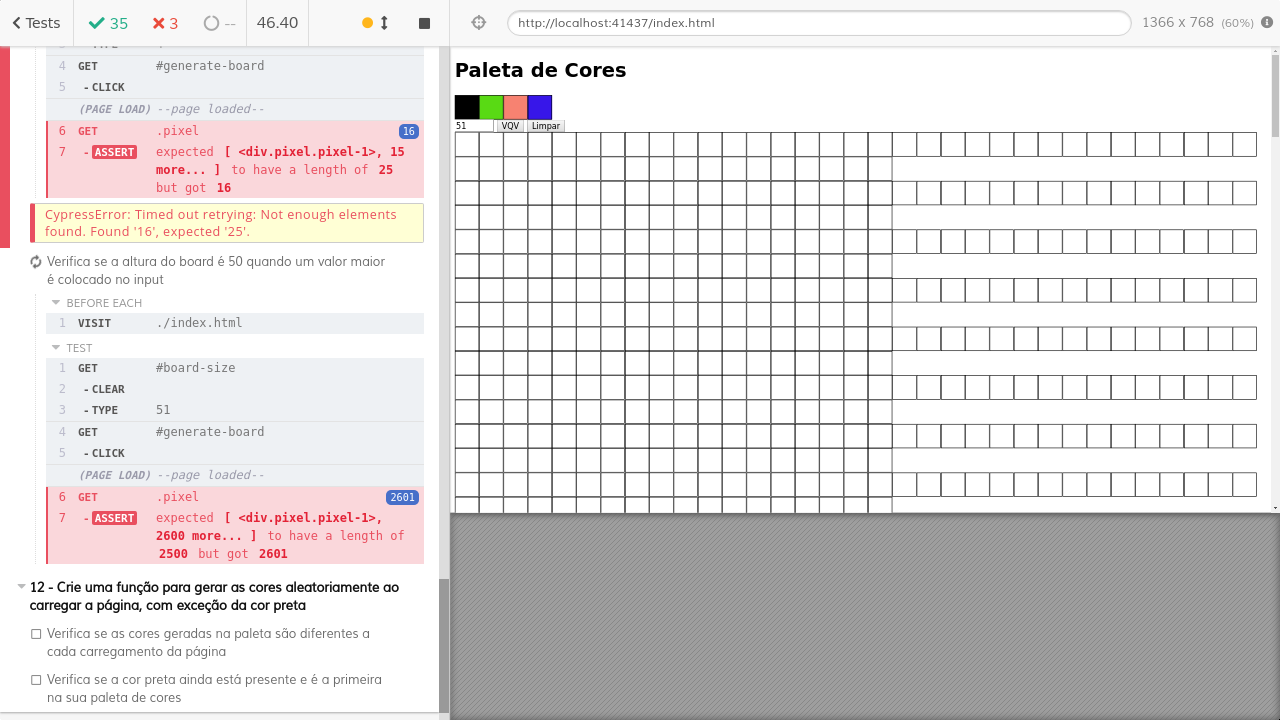 Tests 35 3 -- 46.40
http://localhost:41437/index.html
1366 x 768 (60%)
4 GET #generate-board
5 - CLICK
(PAGE LOAD) --page loaded--
6 GET .pixel 16
7 - ASSERT expected [ <div.pixel.pixel-1>, 15
more... ] to have a length of 25
but got 16
CypressError: Timed out retrying: Not enough elements
found. Found '16', expected '25'.
Verifica se a altura do board é 50 quando um valor maior
é colocado no input
BEFORE EACH
1 VISIT ./index.html
TEST
1 GET #board-size
2 - CLEAR
3 - TYPE 51
4 GET #generate-board
5 - CLICK
(PAGE LOAD) --page loaded--
6 GET .pixel 2601
7 - ASSERT expected [ <div.pixel.pixel-1>,
2600 more... ] to have a length of
2500 but got 2601
12 - Crie uma função para gerar as cores aleatoriamente ao
carregar a página, com exceção da cor preta
Verifica se as cores geradas na paleta são diferentes a
cada carregamento da página
Verifica se a cor preta ainda está presente e é a primeira
na sua paleta de cores
Paleta de Cores
51 VQV Limpar